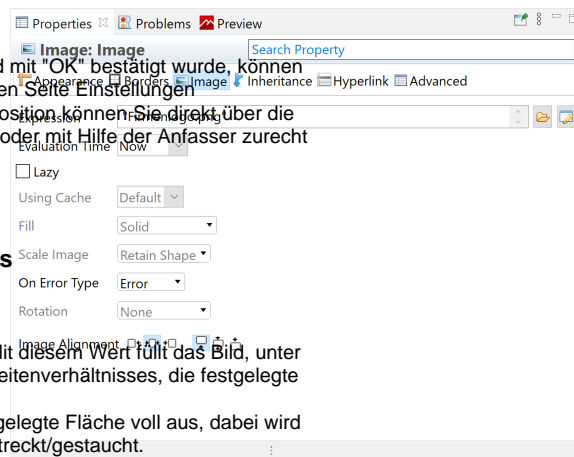 Properties Problems Preview
Image: Image Search Property
d mit "OK" bestätigt wurde, können
Appearance Borders Image Inheritance Hyperlink Advanced
en Seite Einstellungen
osition können Sie direkt über die
Expression "Firmenlogo.png"
oder mit Hilfe der Anfasser zurecht
Evaluation Time Now
Lazy
Using Cache Default
Fill Solid
s
Scale Image Retain Shape
On Error Type Error
Rotation None
Image Alignment
it diesem Wert füllt das Bild, unter
eitenverhältnisses, die festgelegte
gelegte Fläche voll aus, dabei wird
treckt/gestaucht.